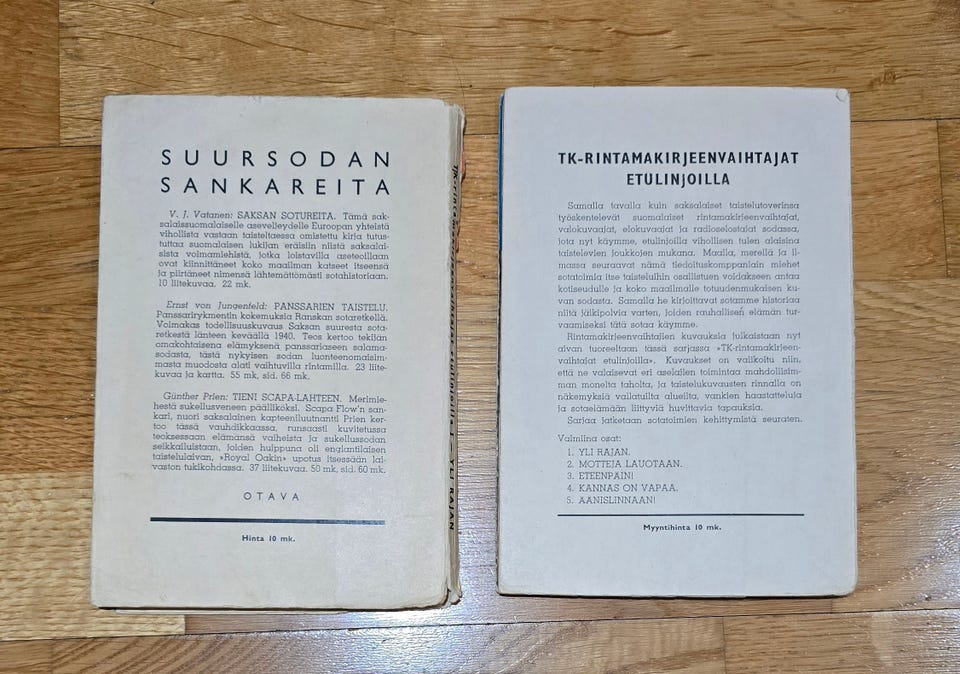 SUURSODAN
SANKAREITA
V. J. Vatanen: SAKSAN SOTUREITA. Tämä sak-
salaissuomalaiselle aseveljeydelle Euroopan yhteistä
vihollista vastaan taisteltaessa omistettu kirja tutus-
tuttaa suomalaisen lukijan eräisiin niistä saksalai-
sista voimamiehistä, jotka loistavilla aseteoillaan
ovat kiinnittäneet koko maailman katseet itseensä
ja piirtäneet nimensä lähtemättömästi sotahistoriaan.
10 liitekuvaa. 22 mk.
Ernst von Jungenfeld: PANSSARIEN TAISTELU.
Panssarirykmentin kokemuksia Ranskan sotaretkellä.
Voimakas todellisuuskuvaus Saksan suuresta sota-
retkestä länteen keväällä 1940. Teos kertoo tekijän
omakohtaisena elämyksenä panssariaseen salama-
sodasta, tästä nykyisen sodan luonteenomaisim-
masta muodosta alati vaihtuvilla rintamilla. 23 liite-
kuvaa ja kartta. 55 mk, sid. 66 mk.
Günther Prien: TIENI SCAPA-LAHTEEN. Merimie-
hestä sukellusveneen päälliköksi. Scapa Flow'n san-
kari, nuori saksalainen kapteeniluutnantti Prien ker-
too tässä vauhdikkaassa, runsaasti kuvitetussa
teoksessaan elämänsä vaiheista ja sukellussodan
seikkailuistaan, joiden huippuna oli englantilaisen
taistelulaivan, »Royal Oakin» upotus itsessään lai-
vaston tukikohdassa. 37 liitekuvaa. 50 mk, sid. 60 mk.
OTAVA
Hinta 10 mk.
YLI RAJAN
TK-RINTAMAKIRJEENVAIHTAJAT
ETULINJOILLA
Samalla tavalla kuin saksalaiset taistelutoverinsa
työskentelevät suomalaiset rintamakirjeenvaihtajat,
valokuvaajat, elokuvaajat ja radioselostajat sodassa,
jota nyt käymme, etulinjoilla vihollisen tulen alaisina
taistelevien joukkojen mukana. Maalla, merellä ja il-
massa seuraavat nämä tiedoituskomppanian miehet
sotatoimia itse taisteluihin osallistuen voidakseen antaa
kotiseudulle ja koko maailmalle totuudenmukaisen ku-
van sodasta. Samalla he kirjoittavat sotamme historiaa
niitä jälkipolvia varten, joiden rauhallisen elämän tur-
vaamiseksi tätä sotaa käymme.
Rintamakirjeenvaihtajien kuvauksia julkaistaan nyt
aivan tuoreeltaan tässä sarjassa »TK-rintamakirjeen-
vaihtajat etulinjoilla». Kuvaukset on valikoitu niin,
että ne valaisevat eri aselajien toimintaa mahdollisim-
man monelta taholta, ja taistelukuvausten rinnalla on
näkemyksiä vallatuilta alueilta, vankien haastatteluja
ja sotaelämään liittyviä huvittavia tapauksia.
Sarjaa jatketaan sotatoimien kehittymistä seuraten.
Valmiina osat:
1. YLI RAJAN.
2. MOTTEJA LAUOTAAN.
3. ETEENPÄIN!
4. KANNAS ON VAPAA.
5. ÄÄNISLINNAAN!
Myyntihinta 10 mk.